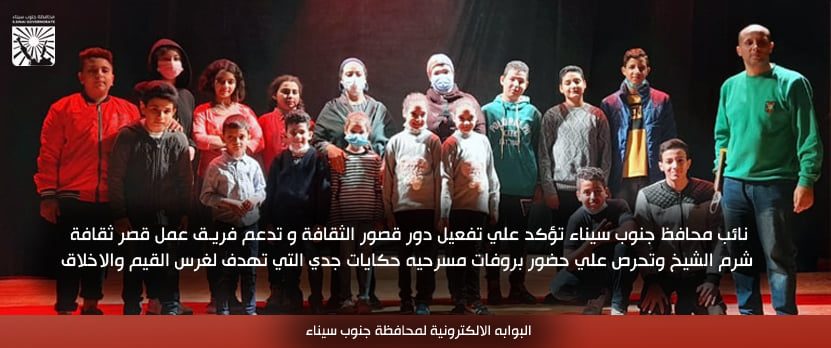 محافظة جنوب سيناء
S.SINAI GOVERNORATE
نائب محافظ جنوب سيناء تؤكد علي تفعيل دور قصور الثقافة و تدعم فريق عمل قصر ثقافة
شرم الشيخ وتحرص علي حضور بروفات مسرحيه حكايات جدي التي تهدف لغرس القيم والاخلاق
البوابه الالكترونية لمحافظة جنوب سيناء